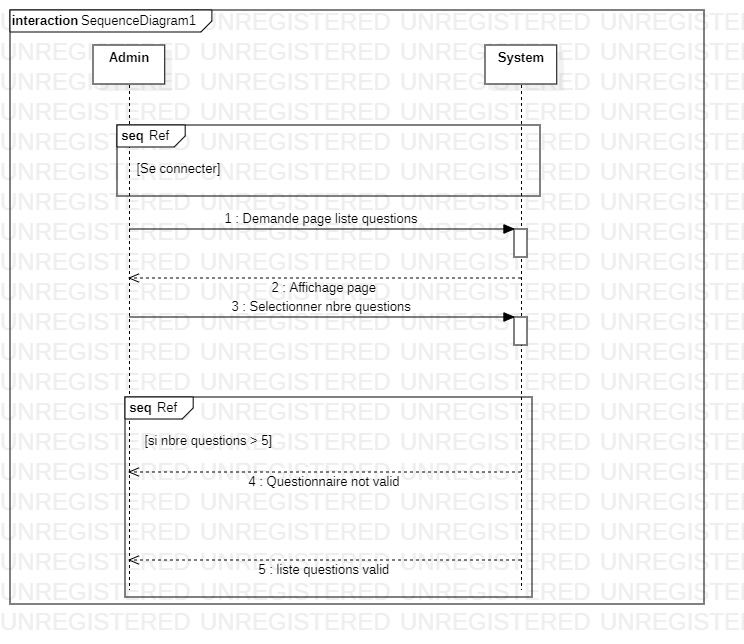 interaction SequenceDiagram1
Admin
System
seq Ref
[Se connecter]
1 : Demande page liste questions
2 : Affichage page
3 : Selectionner nbre questions
seq Ref
[si nbre questions > 5]
4 : Questionnaire not valid
5 : liste questions valid
UNREGISTERED